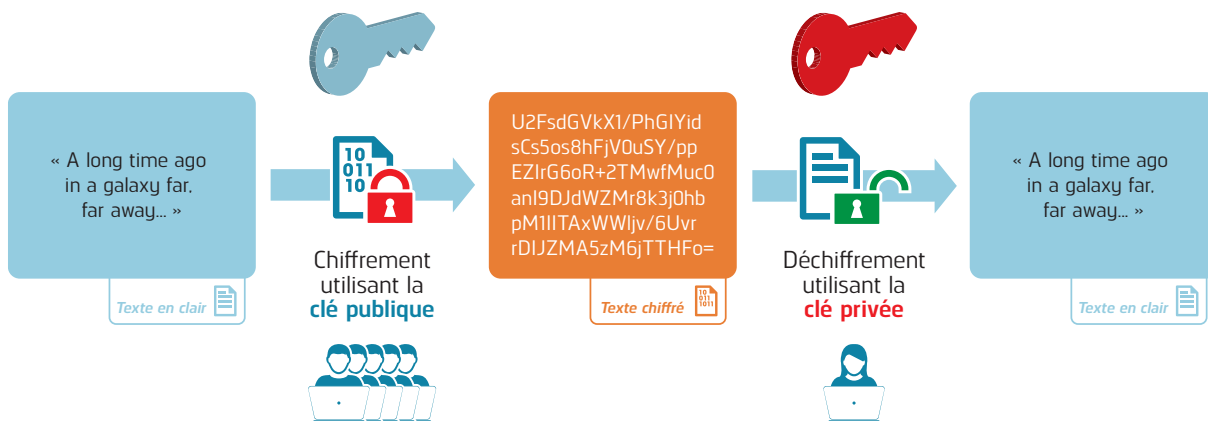 « A long time ago
in a galaxy far,
far away... »
Texte en clair
10
011
10
Chiffrement
utilisant la
clé publique
U2FsdGVkX1/PhGIYid
sCs5os8hFjV0uSY/pp
EZIrG6oR+2TMwfMuc0
anI9DJdWZMr8k3j0hb
pM1IITAxWWIjv/6Uvr
rDIJZMA5zM6jTTHFo=
Texte chiffré
10
011
1011
Déchiffrement
utilisant la
clé privée
« A long time ago
in a galaxy far,
far away... »
Texte en clair